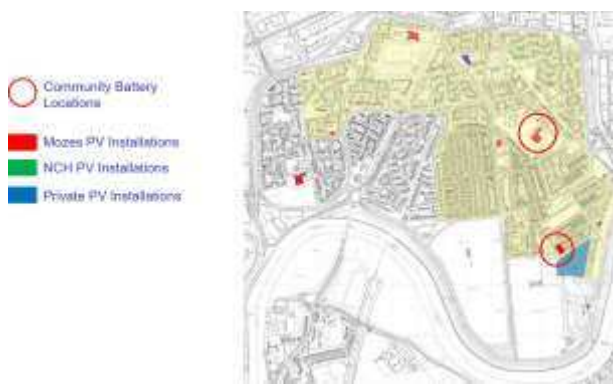 Community Battery
Locations
Mozes PV Installations
NCH PV Installations
Private PV Installations